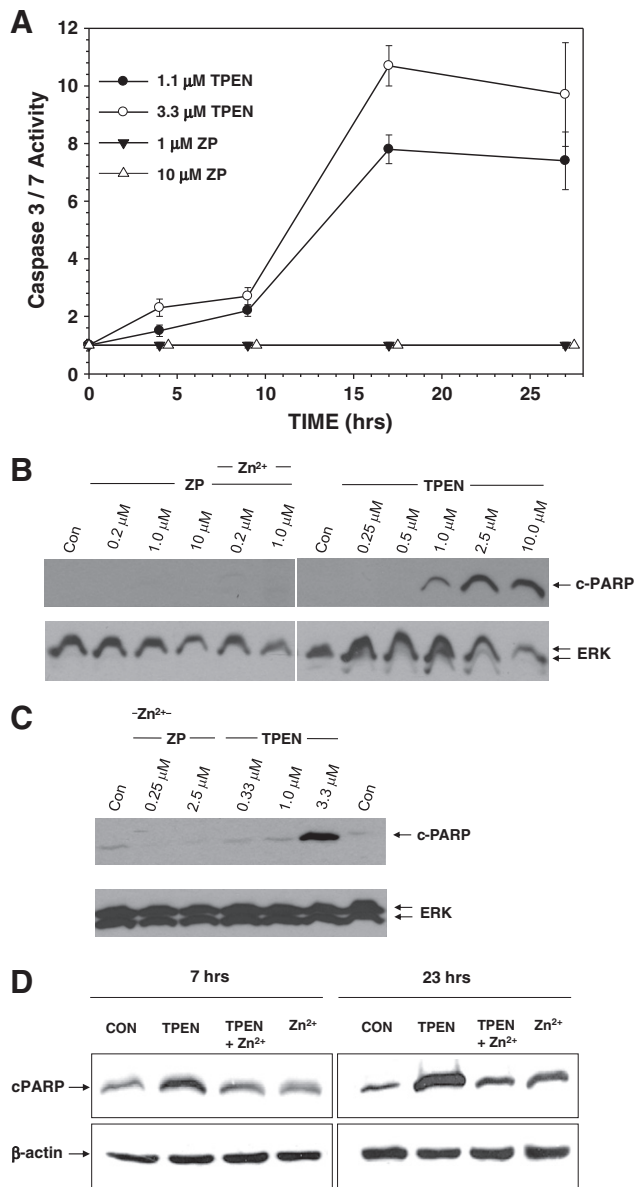 A
12
10
8
6
4
2
0
Caspase 3 / 7 Activity
1.1 μM TPEN
3.3 μM TPEN
1 μM ZP
10 μM ZP
0 5 10 15 20 25
TIME (hrs)
B
Zn²⁺
ZP TPEN
Con 0.2 μM 1.0 μM 10 μM 0.2 μM 1.0 μM Con 0.25 μM 0.5 μM 1.0 μM 2.5 μM 10.0 μM
c-PARP
ERK
C
Zn²⁺
ZP TPEN
Con 0.25 μM 2.5 μM 0.33 μM 1.0 μM 3.3 μM Con
c-PARP
ERK
D
7 hrs 23 hrs
CON TPEN TPEN + Zn²⁺ Zn²⁺ CON TPEN TPEN + Zn²⁺ Zn²⁺
cPARP
β-actin